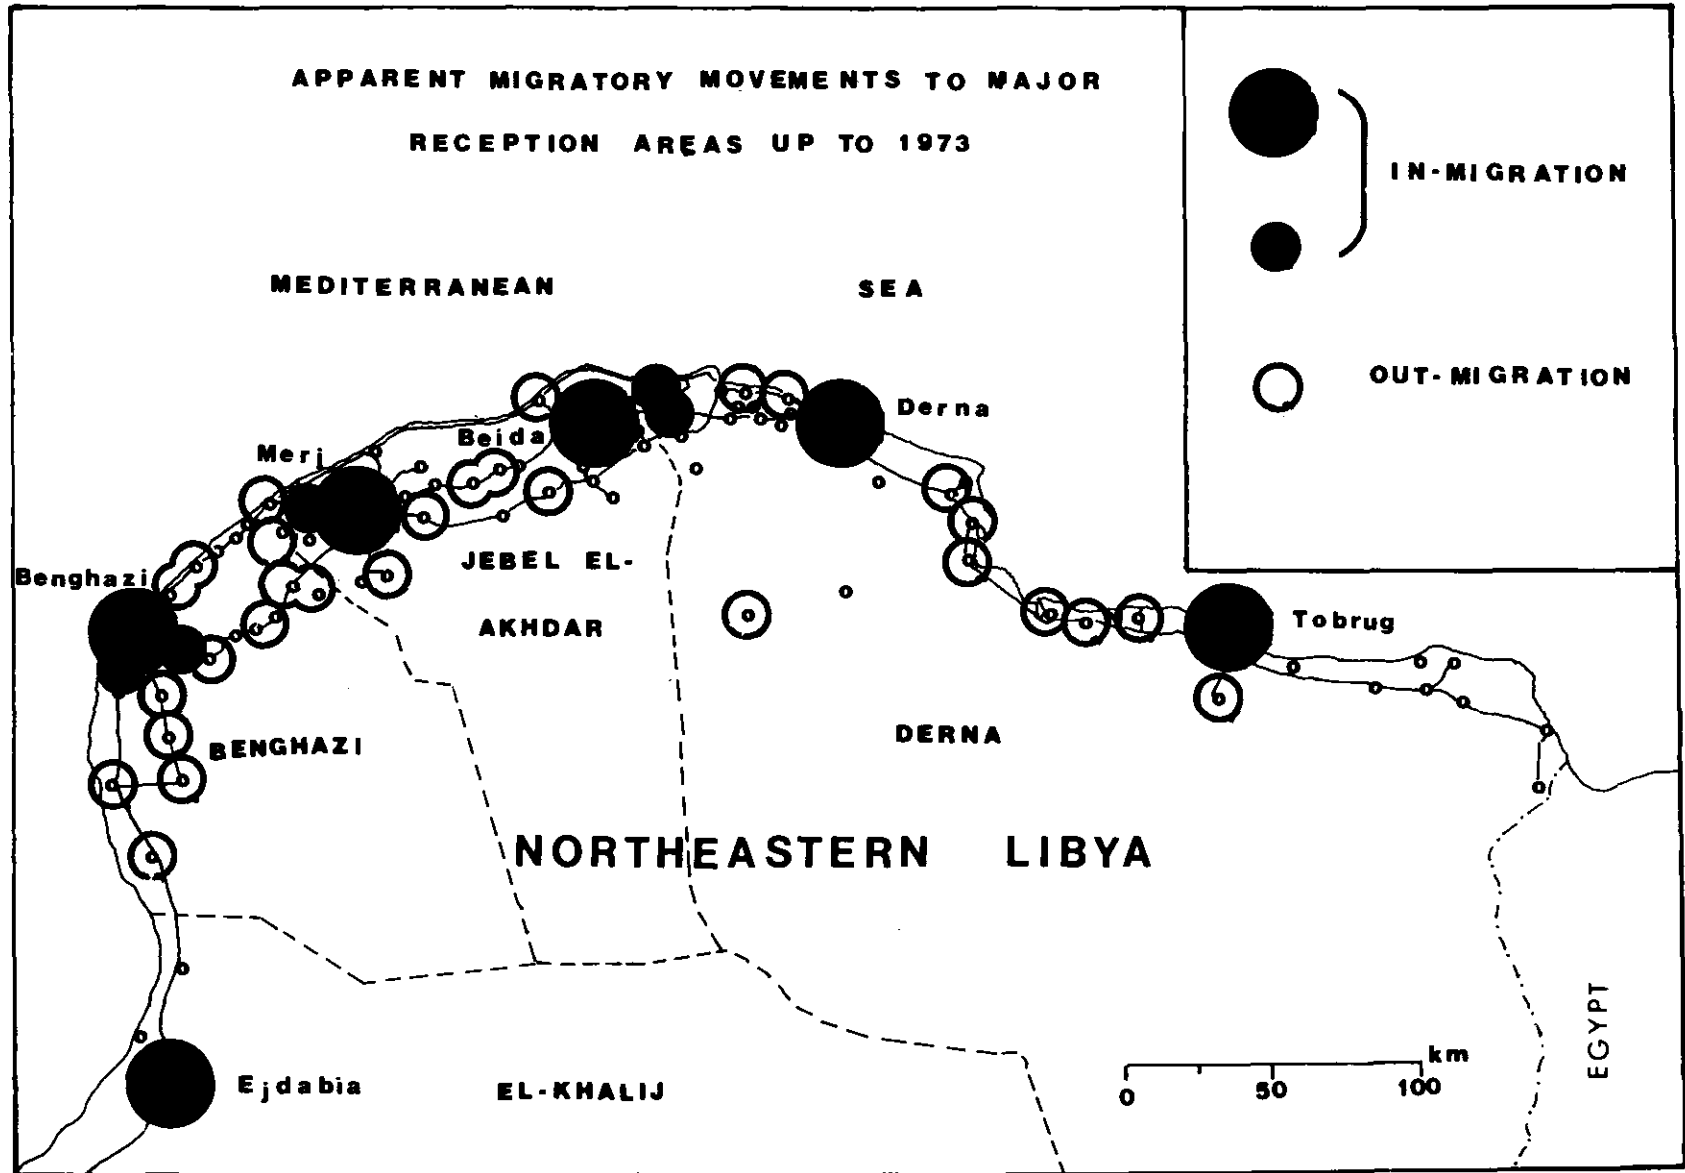 APPARENT MIGRATORY MOVEMENTS TO MAJOR
RECEPTION AREAS UP TO 1973
IN-MIGRATION
OUT-MIGRATION
MEDITERRANEAN SEA
Derna
Beida
Merj
Benghazi
JEBEL EL-
AKHDAR
Tobrug
BENGHAZI
DERNA
NORTHEASTERN LIBYA
EGYPT
Ejdabia
EL-KHALIJ
km
0 50 100